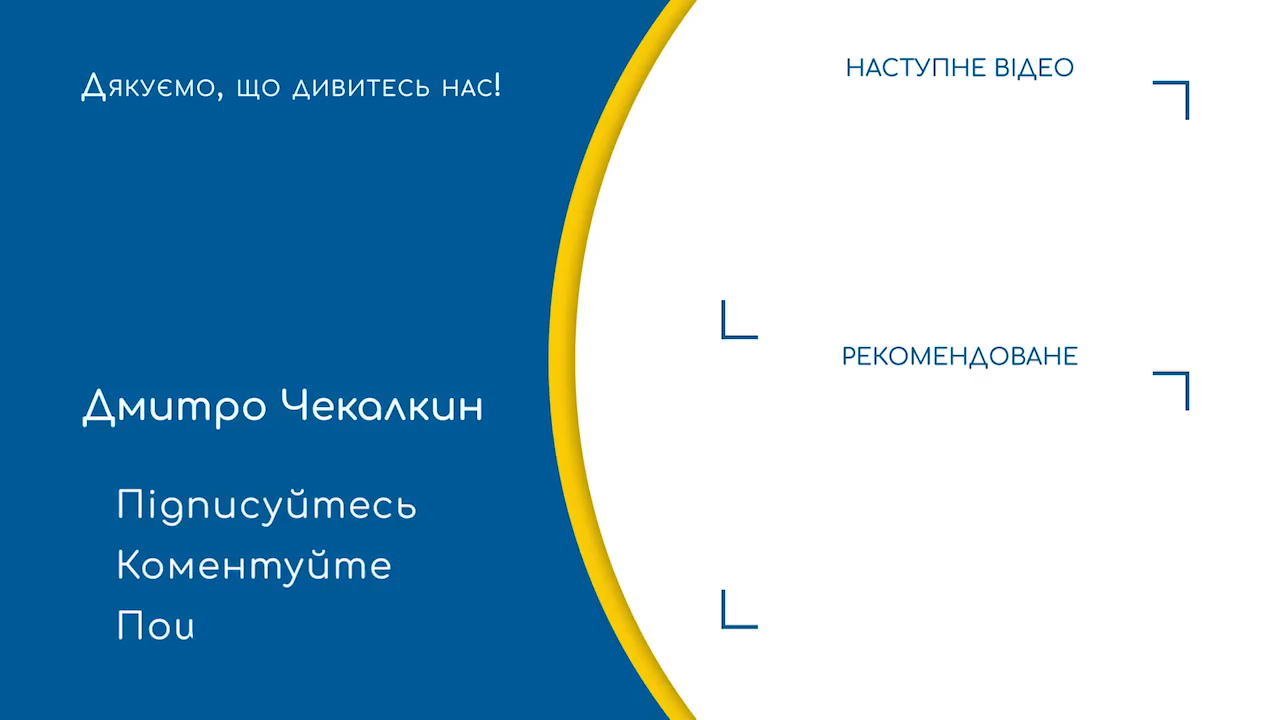 Дякуємо, що дивитесь нас!
Дмитро Чекалкин
Підписуйтесь
Коментуйте
Пои
НАСТУПНЕ ВІДЕО
РЕКОМЕНДОВАНЕ